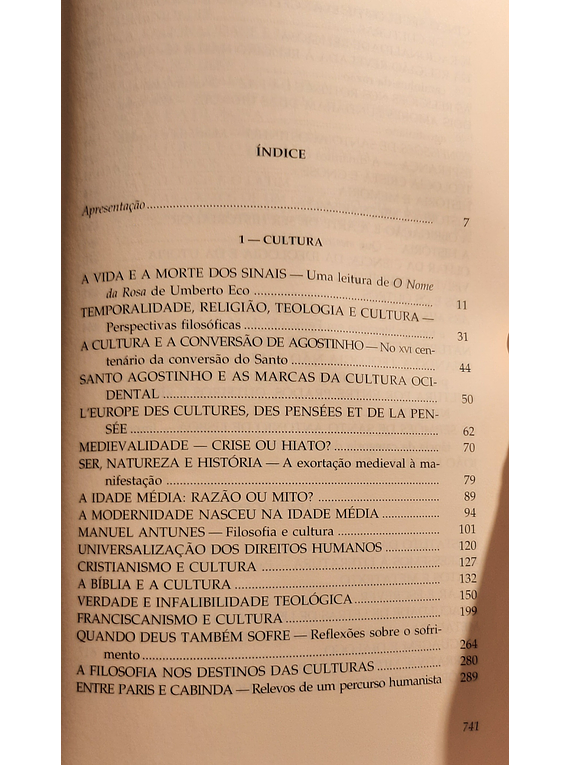 ÍNDICE
Apresentação ........ 7
1 — CULTURA
A VIDA E A MORTE DOS SINAIS — Uma leitura de O Nome
da Rosa de Umberto Eco ........ 11
TEMPORALIDADE, RELIGIÃO, TEOLOGIA E CULTURA —
Perspectivas filosóficas ........ 31
A CULTURA E A CONVERSÃO DE AGOSTINHO — No XVI cen-
tenário da conversão do Santo ........ 44
SANTO AGOSTINHO E AS MARCAS DA CULTURA OCI-
DENTAL ........ 50
L'EUROPE DES CULTURES, DES PENSÉES ET DE LA PEN-
SÉE ........ 62
MEDIEVALIDADE — CRISE OU HIATO? ........ 70
SER, NATUREZA E HISTÓRIA — A exortação medieval à ma-
nifestação ........ 79
A IDADE MÉDIA: RAZÃO OU MITO? ........ 89
A MODERNIDADE NASCEU NA IDADE MÉDIA ........ 94
MANUEL ANTUNES — Filosofia e cultura ........ 101
UNIVERSALIZAÇÃO DOS DIREITOS HUMANOS ........ 120
CRISTIANISMO E CULTURA ........ 127
A BÍBLIA E A CULTURA ........ 132
VERDADE E INFALIBILIDADE TEOLÓGICA ........ 150
FRANCISCANISMO E CULTURA ........ 199
QUANDO DEUS TAMBÉM SOFRE — Reflexões sobre o sofri-
mento ........ 264
A FILOSOFIA NOS DESTINOS DAS CULTURAS ........ 280
ENTRE PARIS E CABINDA — Relevos de um percurso humanista 289
741